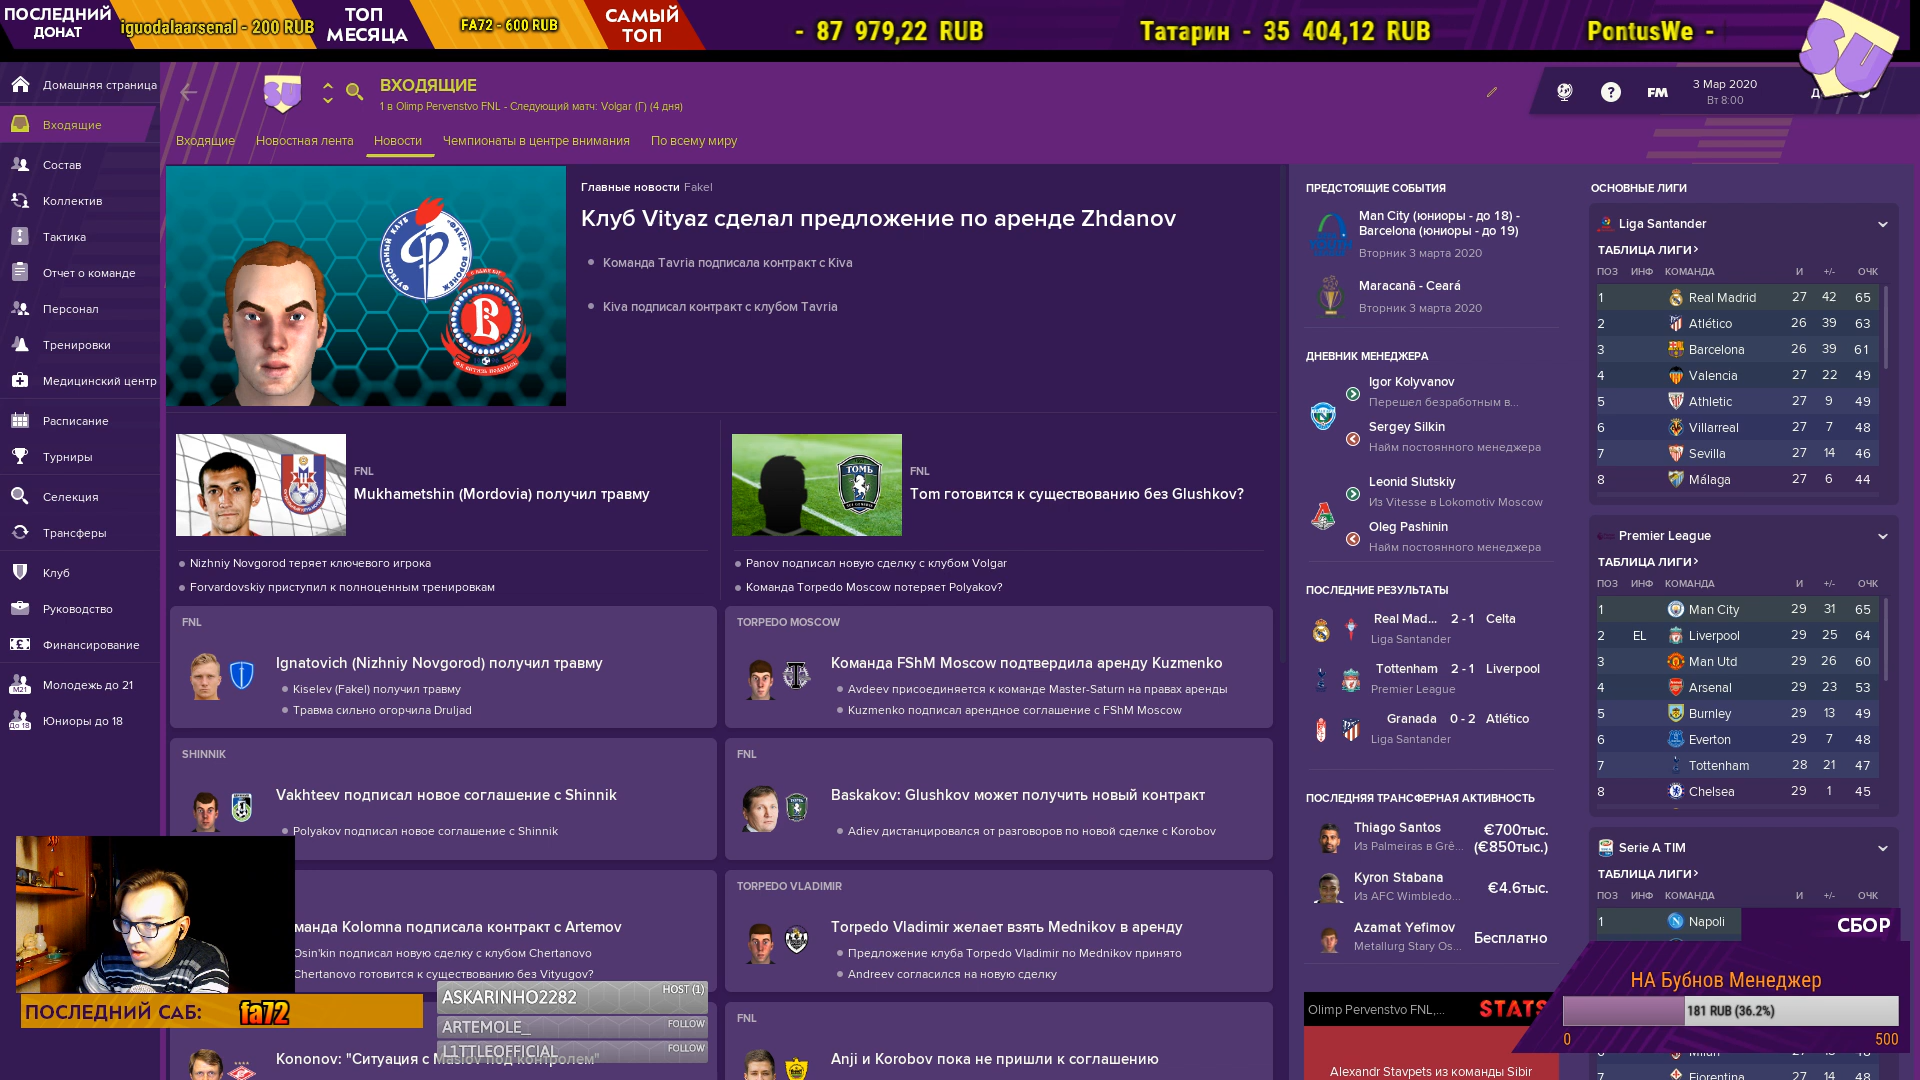 ПОСЛЕДНИЙ
ДОНАТ
iguodalaarsenal - 200 RUB
ТОП
МЕСЯЦА
FA72 - 600 RUB
САМЫЙ
ТОП
- 87 979,22 RUB
Татарин - 35 404,12 RUB
PontusWe -
Домашняя страница
Входящие
Состав
Коллектив
Тактика
Отчет о команде
Персонал
Тренировки
Медицинский центр
Расписание
Турниры
Селекция
Трансферы
Клуб
Руководство
Финансирование
Молодежь до 21
Юниоры до 18
ВХОДЯЩИЕ
1 в Olimp Pervenstvo FNL - Следующий матч: Volgar (Г) (4 дня)
FM
3 Мар 2020
Вт 8:00
Входящие
Новостная лента
Новости
Чемпионаты в центре внимания
По всему миру
Главные новости Fakel
Клуб Vityaz сделал предложение по аренде Zhdanov
Команда Tavria подписала контракт с Kiva
Kiva подписал контракт с клубом Tavria
FNL
Mukhametshin (Mordovia) получил травму
Nizhniy Novgorod теряет ключевого игрока
Forvardovskiy приступил к полноценным тренировкам
FNL
Tom готовится к существованию без Glushkov?
Panov подписал новую сделку с клубом Volgar
Команда Torpedo Moscow потеряет Polyakov?
FNL
Ignatovich (Nizhniy Novgorod) получил травму
Kiselev (Fakel) получил травму
Травма сильно огорчила Druljad
TORPEDO MOSCOW
Команда FShM Moscow подтвердила аренду Kuzmenko
Avdeev присоединяется к команде Master-Saturn на правах аренды
Kuzmenko подписал арендное соглашение с FShM Moscow
SHINNIK
Vakhteev подписал новое соглашение с Shinnik
Polyakov подписал новое соглашение с Shinnik
FNL
Baskakov: Glushkov может получить новый контракт
Adiev дистанцировался от разговоров по новой сделке с Korobov
манда Kolomna подписала контракт с Artemov
Osin'kin подписал новую сделку с клубом Chertanovo
Chertanovo готовится к существованию без Vityugov?
TORPEDO VLADIMIR
Torpedo Vladimir желает взять Mednikov в аренду
Предложение клуба Torpedo Vladimir по Mednikov принято
Andreev согласился на новую сделку
Kononov: "Ситуация с Maslov под контролем"
FNL
Anji и Korobov пока не пришли к соглашению
ПОСЛЕДНИЙ САБ:
fa72
ASKARINHO2282
HOST (1)
ARTEMOLE_
FOLLOW
L1TTLEOFFICIAL
FOLLOW
ПРЕДСТОЯЩИЕ СОБЫТИЯ
Man City (юниоры - до 18) -
Barcelona (юниоры - до 19)
Вторник 3 марта 2020
Maracanã - Ceará
Вторник 3 марта 2020
ДНЕВНИК МЕНЕДЖЕРА
Igor Kolyvanov
Перешел безработным в...
Sergey Silkin
Найм постоянного менеджера
Leonid Slutskiy
Из Vitesse в Lokomotiv Moscow
Oleg Pashinin
Найм постоянного менеджера
ПОСЛЕДНИЕ РЕЗУЛЬТАТЫ
Real Mad... 2 - 1 Celta
Liga Santander
Tottenham 2 - 1 Liverpool
Premier League
Granada 0 - 2 Atlético
Liga Santander
ПОСЛЕДНЯЯ ТРАНСФЕРНАЯ АКТИВНОСТЬ
Thiago Santos
Из Palmeiras в Grê...
€700тыс.
(€850тыс.)
Kyron Stabana
Из AFC Wimbledo...
€4.6тыс.
Azamat Yefimov
Metallurg Stary Os...
Бесплатно
Olimp Pervenstvo FNL,...
STATS
Alexandr Stavpets из команды Sibir
ОСНОВНЫЕ ЛИГИ
Liga Santander
ТАБЛИЦА ЛИГИ
ПОЗ ИНФ КОМАНДА И +/- ОЧК
1 Real Madrid 27 42 65
2 Atlético 26 39 63
3 Barcelona 26 39 61
4 Valencia 27 22 49
5 Athletic 27 9 49
6 Villarreal 27 7 48
7 Sevilla 27 14 46
8 Málaga 27 6 44
Premier League
ТАБЛИЦА ЛИГИ
ПОЗ ИНФ КОМАНДА И +/- ОЧК
1 Man City 29 31 65
2 EL Liverpool 29 25 64
3 Man Utd 29 26 60
4 Arsenal 29 23 53
5 Burnley 29 13 49
6 Everton 29 7 48
7 Tottenham 28 21 47
8 Chelsea 29 1 45
Serie A TIM
ТАБЛИЦА ЛИГИ
ПОЗ ИНФ КОМАНДА И +/- ОЧК
1 Napoli
СБОР
НА Бубнов Менеджер
181 RUB (36.2%)
0
500
7 Fiorentina 27 14 48